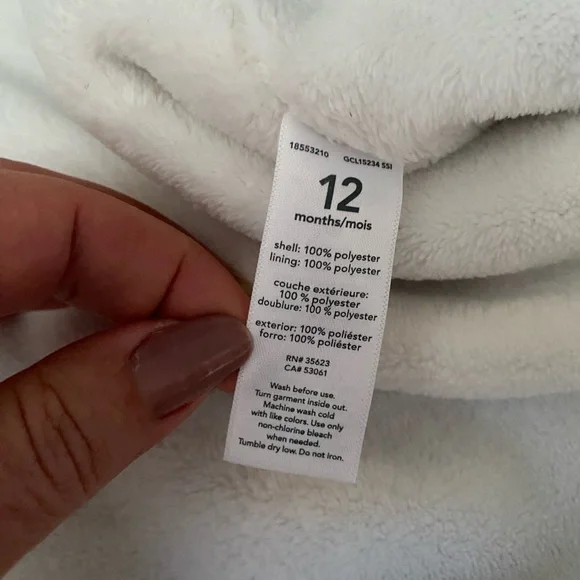 18553210 GCL15234 SSI
12
months/mois
shell: 100% polyester
lining: 100% polyester
couche extérieure:
100 % polyester
doublure: 100 % polyester
exterior: 100% poliéster
forro: 100% poliéster
RN# 35623
CA# 53061
Wash before use.
Turn garment inside out.
Machine wash cold
with like colors. Use only
non-chlorine bleach
when needed.
Tumble dry low. Do not iron.